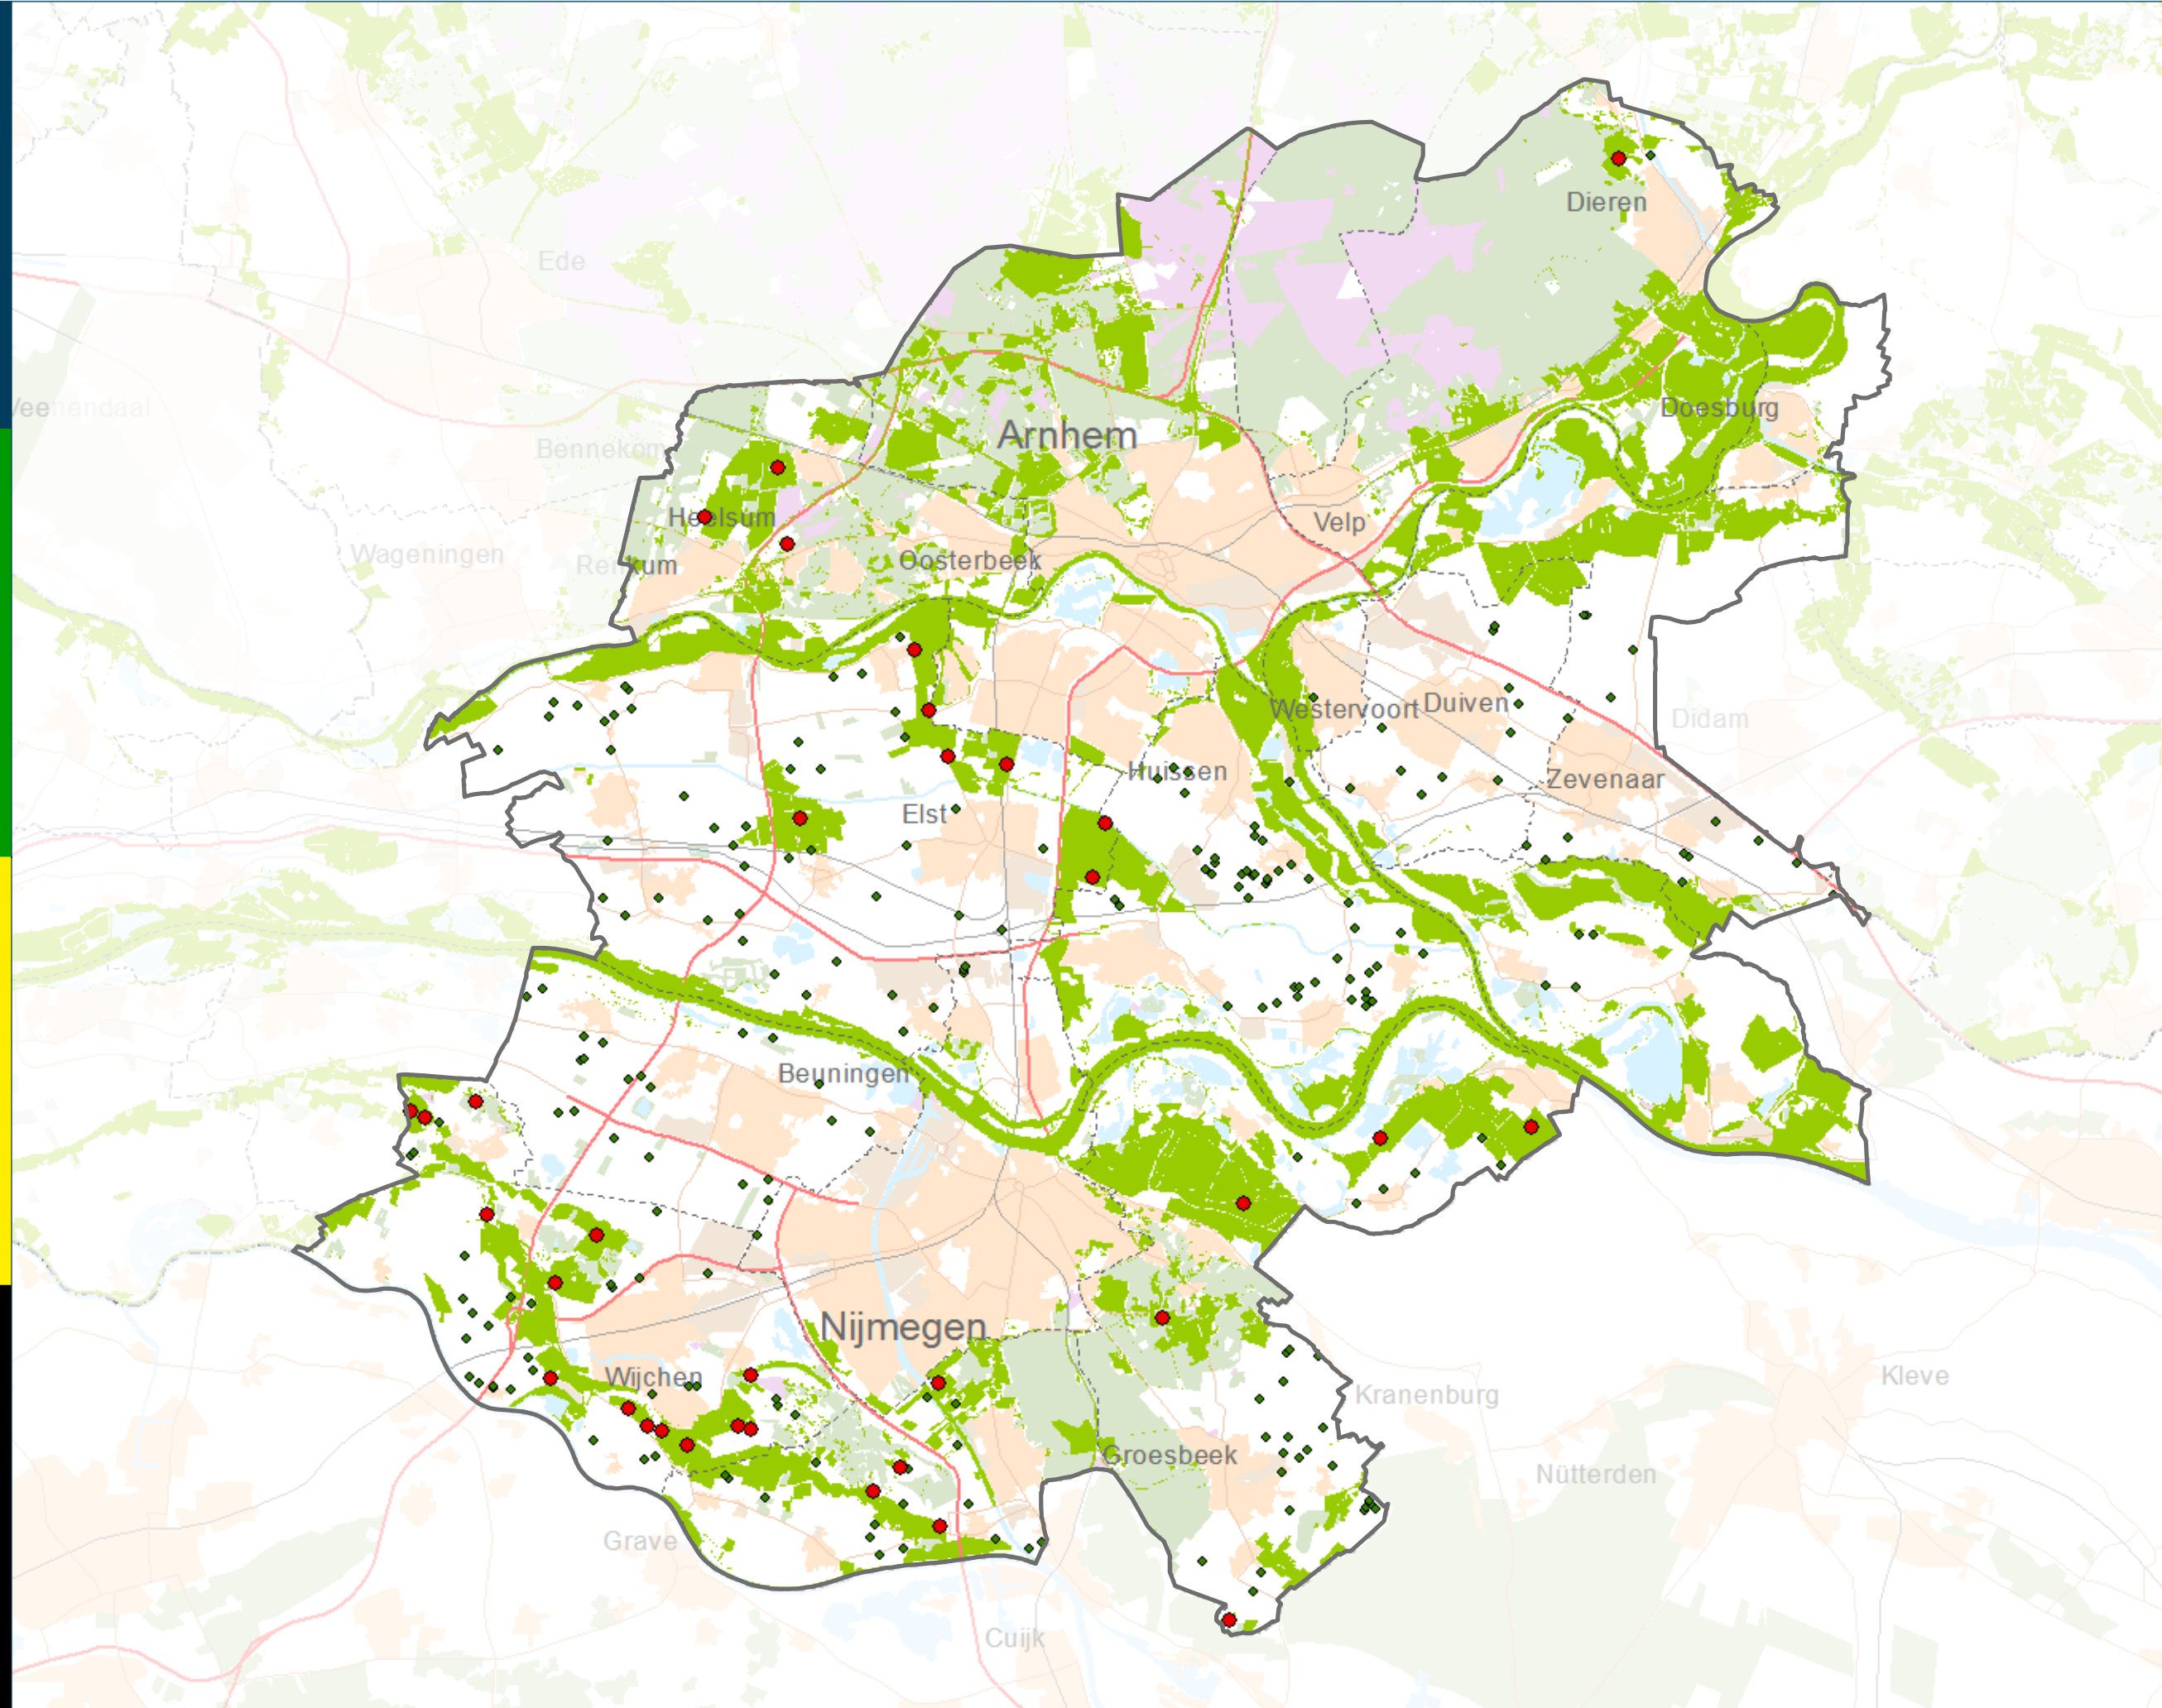 Dieren
Ede
Veenendaal
Doesburg
Arnhem
Bennekom
Heelsum
Velp
Wageningen
Renkum
Oosterbeek
Westervoort
Duiven
Didam
Huissen
Zevenaar
Elst
Beuningen
Nijmegen
Wijchen
Kleve
Kranenburg
Groesbeek
Nütterden
Grave
Cuijk